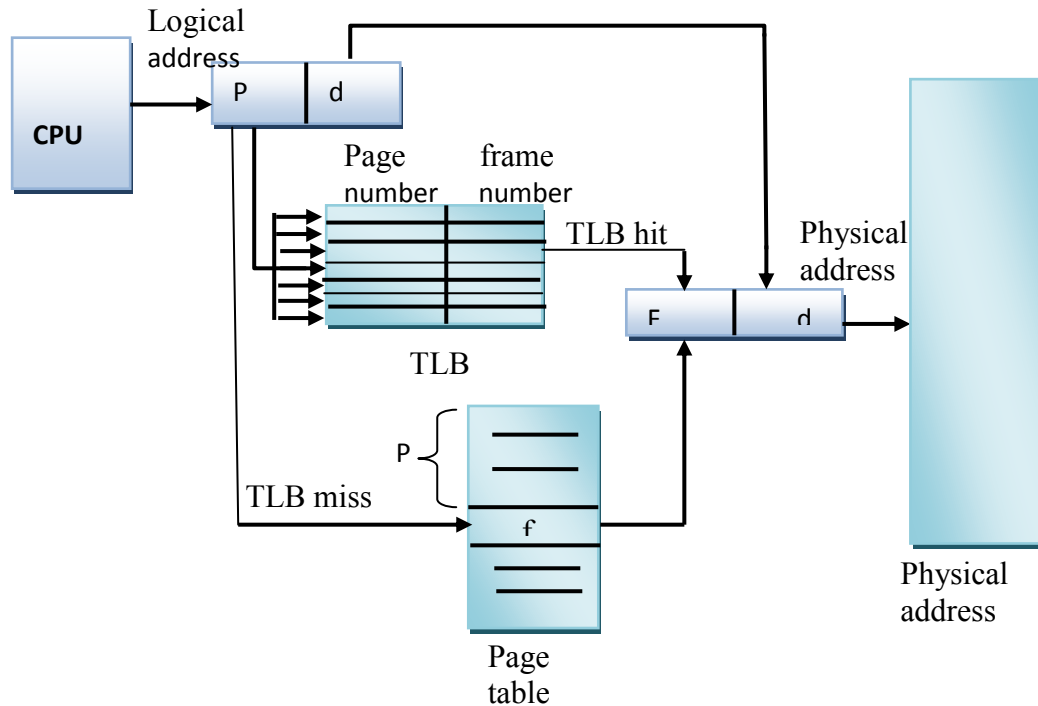 Logical
address
CPU
P
d
Page
number
frame
number
TLB hit
Physical
address
F
d
TLB
P
TLB miss
f
Page
table
Physical
address